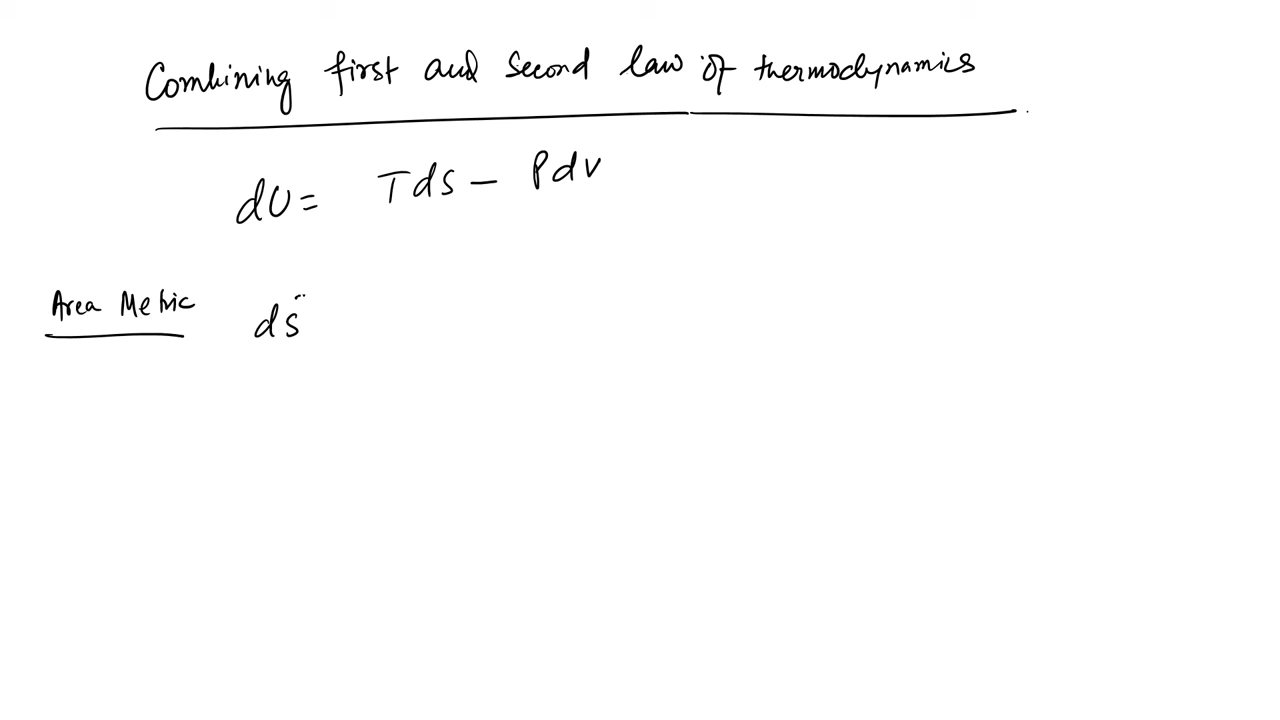 Combining first and second law of thermodynamics
dU = Tds - Pdv
Area Metric ds